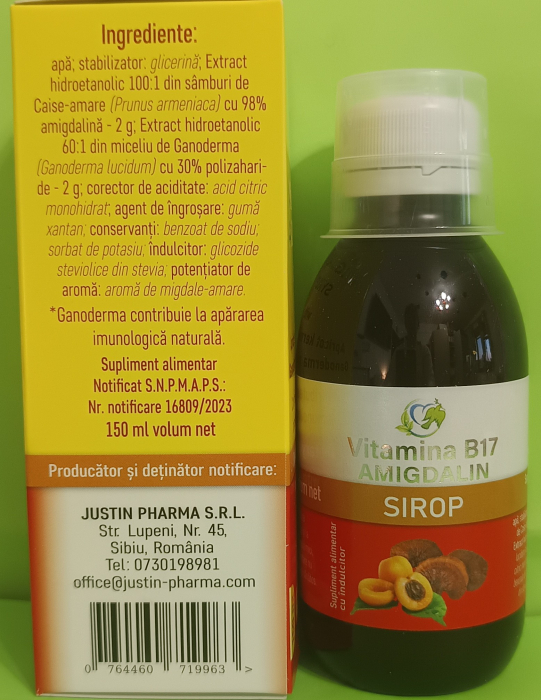 Ingrediente:
apă; stabilizator: glicerină; Extract
hidroetanolic 100:1 din sâmburi de
Caise-amare (Prunus armeniaca) cu 98%
amigdalină - 2 g; Extract hidroetanolic
60:1 din miceliu de Ganoderma
(Ganoderma lucidum) cu 30% polizahari-
de - 2 g; corector de aciditate: acid citric
monohidrat; agent de îngroșare: gumă
xantan; conservanți: benzoat de sodiu;
sorbat de potasiu; îndulcitor: glicozide
steviolice din stevia; potențiator de
aromă: aromă de migdale-amare.
*Ganoderma contribuie la apărarea
imunologică naturală.
Supliment alimentar
Notificat S.N.P.M.A.P.S.:
Nr. notificare 16809/2023
150 ml volum net
Producător și deținător notificare:
JUSTIN PHARMA S.R.L.
Str. Lupeni, Nr. 45,
Sibiu, România
Tel: 0730198981
office@justin-pharma.com
0 764460 719963 >
Vitamina B17
AMIGDALIN
SIROP
m net
Supliment alimentar
cu îndulcitor